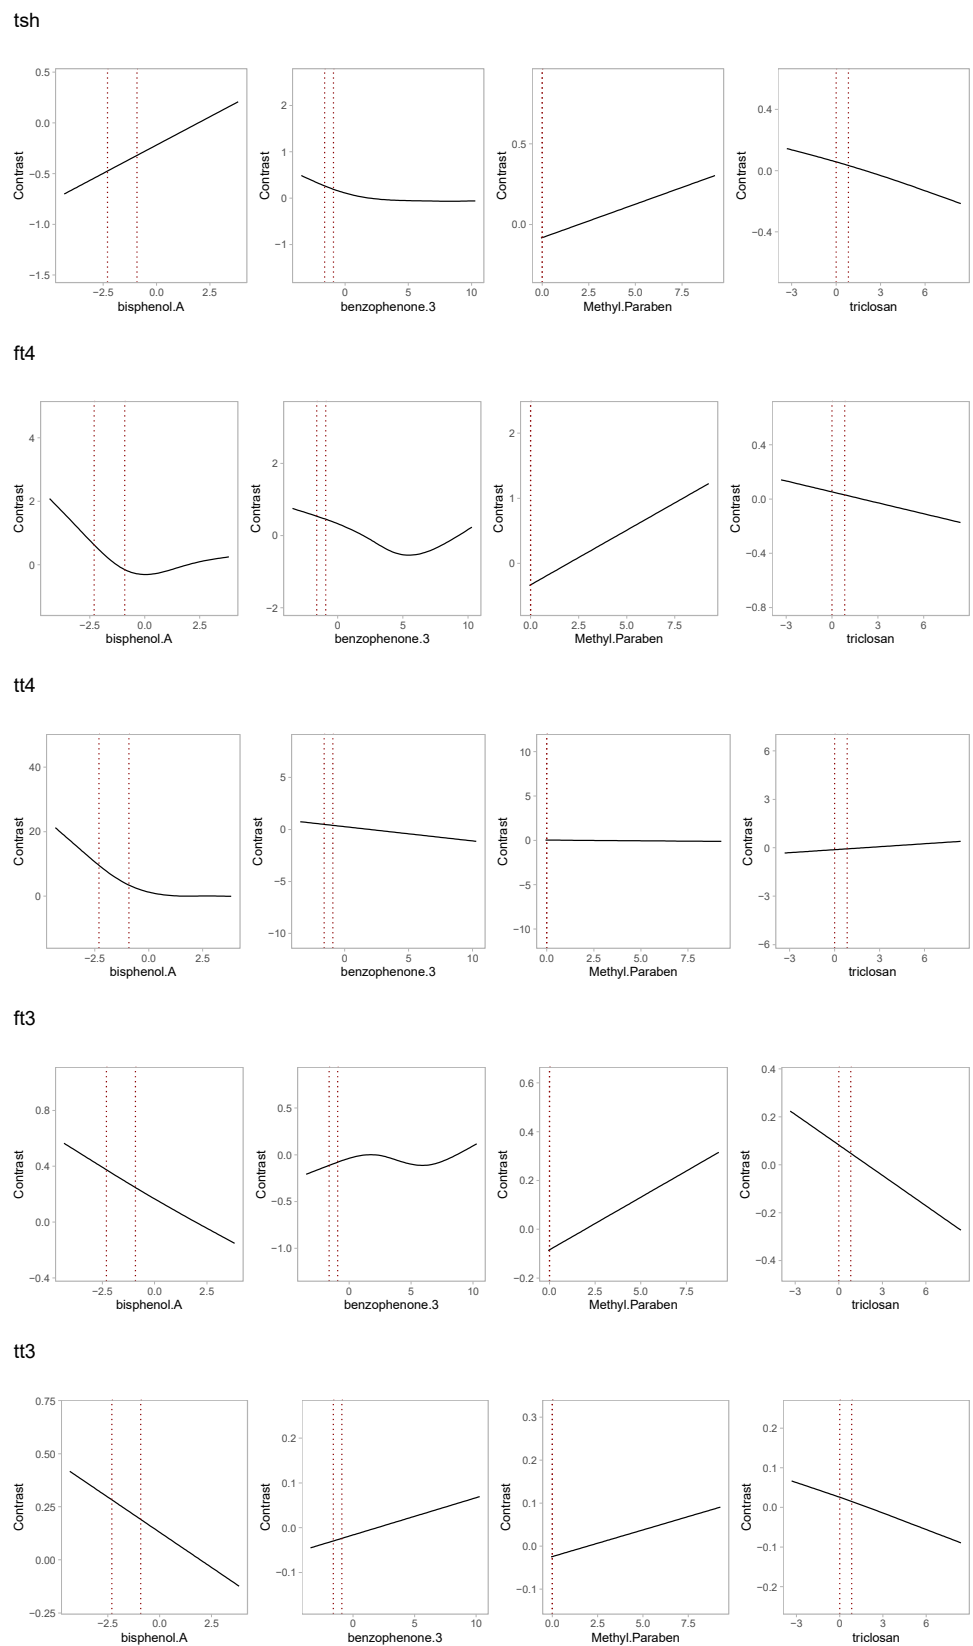 tsh
0.5
0.0
−0.5
−1.0
−1.5
Contrast
−2.5 0.0 2.5
bisphenol.A
2
1
0
−1
Contrast
0 5 10
benzophenone.3
0.5
0.0
Contrast
0.0 2.5 5.0 7.5
Methyl.Paraben
0.4
0.0
−0.4
Contrast
−3 0 3 6
triclosan
ft4
4
2
0
Contrast
−2.5 0.0 2.5
bisphenol.A
2
0
−2
Contrast
0 5 10
benzophenone.3
2
1
0
Contrast
0.0 2.5 5.0 7.5
Methyl.Paraben
0.4
0.0
−0.4
−0.8
Contrast
−3 0 3 6
triclosan
tt4
40
20
0
Contrast
−2.5 0.0 2.5
bisphenol.A
5
0
−5
−10
Contrast
0 5 10
benzophenone.3
10
5
0
−5
−10
Contrast
0.0 2.5 5.0 7.5
Methyl.Paraben
6
3
0
−3
−6
Contrast
−3 0 3 6
triclosan
ft3
0.8
0.4
0.0
−0.4
Contrast
−2.5 0.0 2.5
bisphenol.A
0.5
0.0
−0.5
−1.0
Contrast
0 5 10
benzophenone.3
0.6
0.4
0.2
0.0
−0.2
Contrast
0.0 2.5 5.0 7.5
Methyl.Paraben
0.4
0.2
0.0
−0.2
−0.4
Contrast
−3 0 3 6
triclosan
tt3
0.75
0.50
0.25
0.00
−0.25
Contrast
−2.5 0.0 2.5
bisphenol.A
0.2
0.1
0.0
−0.1
Contrast
0 5 10
benzophenone.3
0.3
0.2
0.1
0.0
−0.1
Contrast
0.0 2.5 5.0 7.5
Methyl.Paraben
0.2
0.1
0.0
−0.1
−0.2
Contrast
−3 0 3 6
triclosan